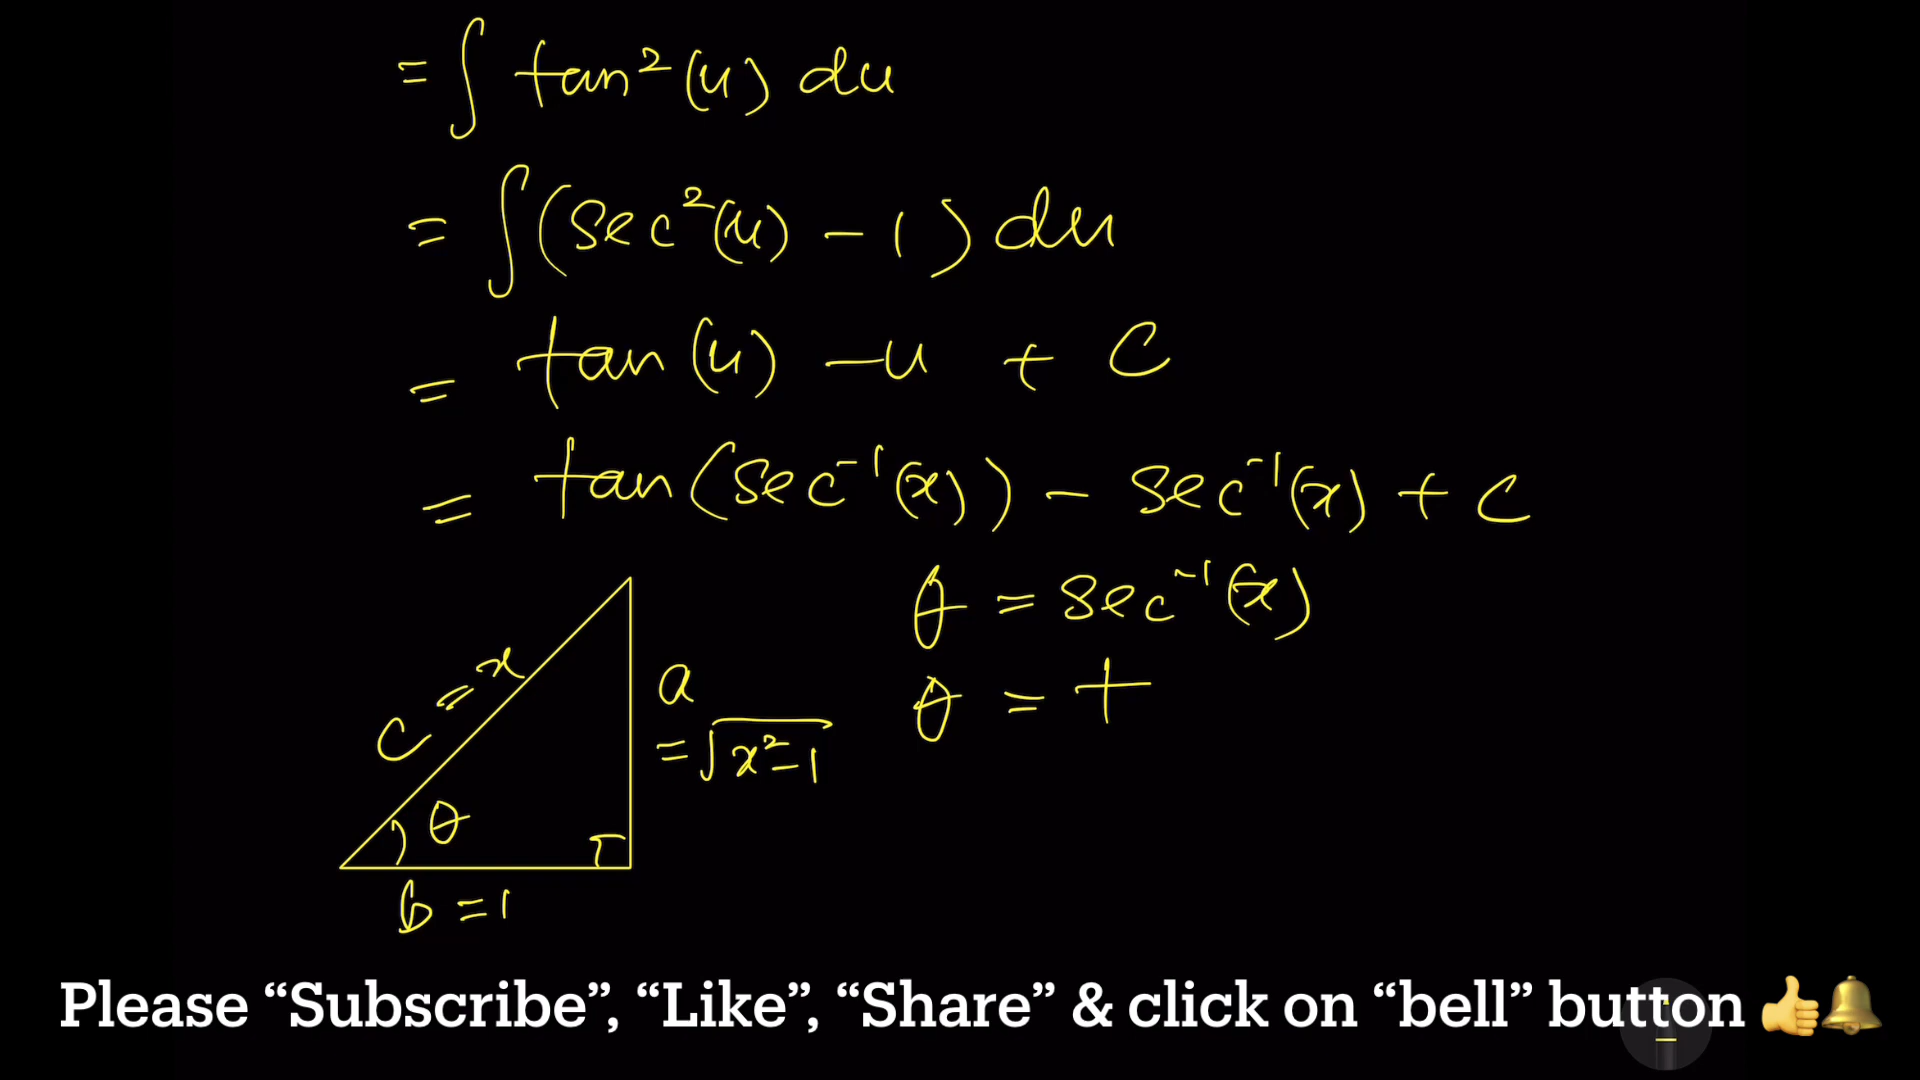 = ∫ tan²(u) du
= ∫ (sec²(u) - 1) du
= tan(u) - u + C
= tan(sec⁻¹(x)) - sec⁻¹(x) + C
θ = sec⁻¹(x)
θ = t
c = x
a
= √x²-1
θ
b = 1
Please “Subscribe”, “Like”, “Share” & click on “bell” button 👍🔔